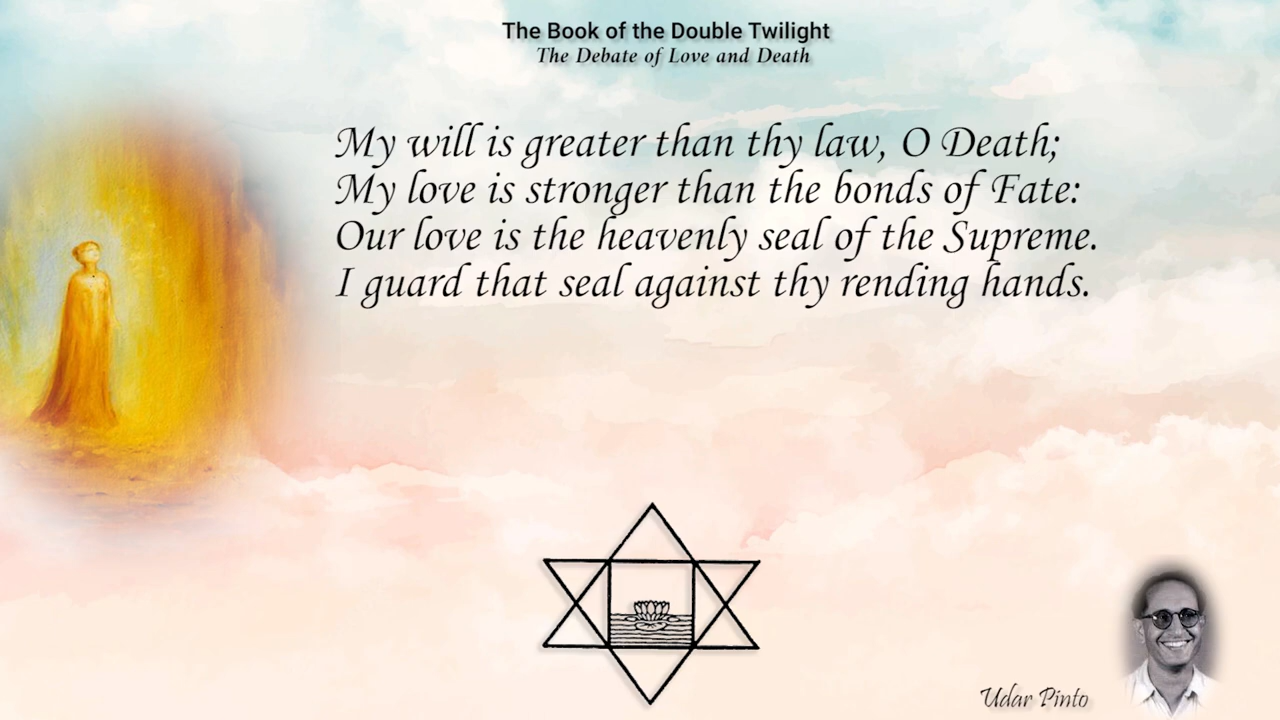 The Book of the Double Twilight
The Debate of Love and Death
My will is greater than thy law, O Death;
My love is stronger than the bonds of Fate:
Our love is the heavenly seal of the Supreme.
I guard that seal against thy rending hands.
Udar Pinto